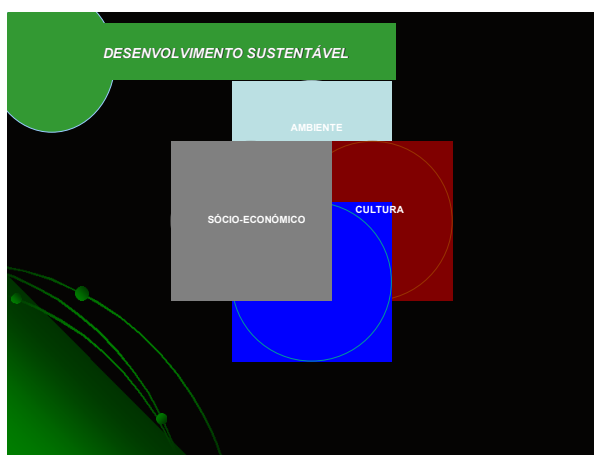 DESENVOLVIMENTO SUSTENTÁVEL
AMBIENTE
CULTURA
SÓCIO-ECONÓMICO